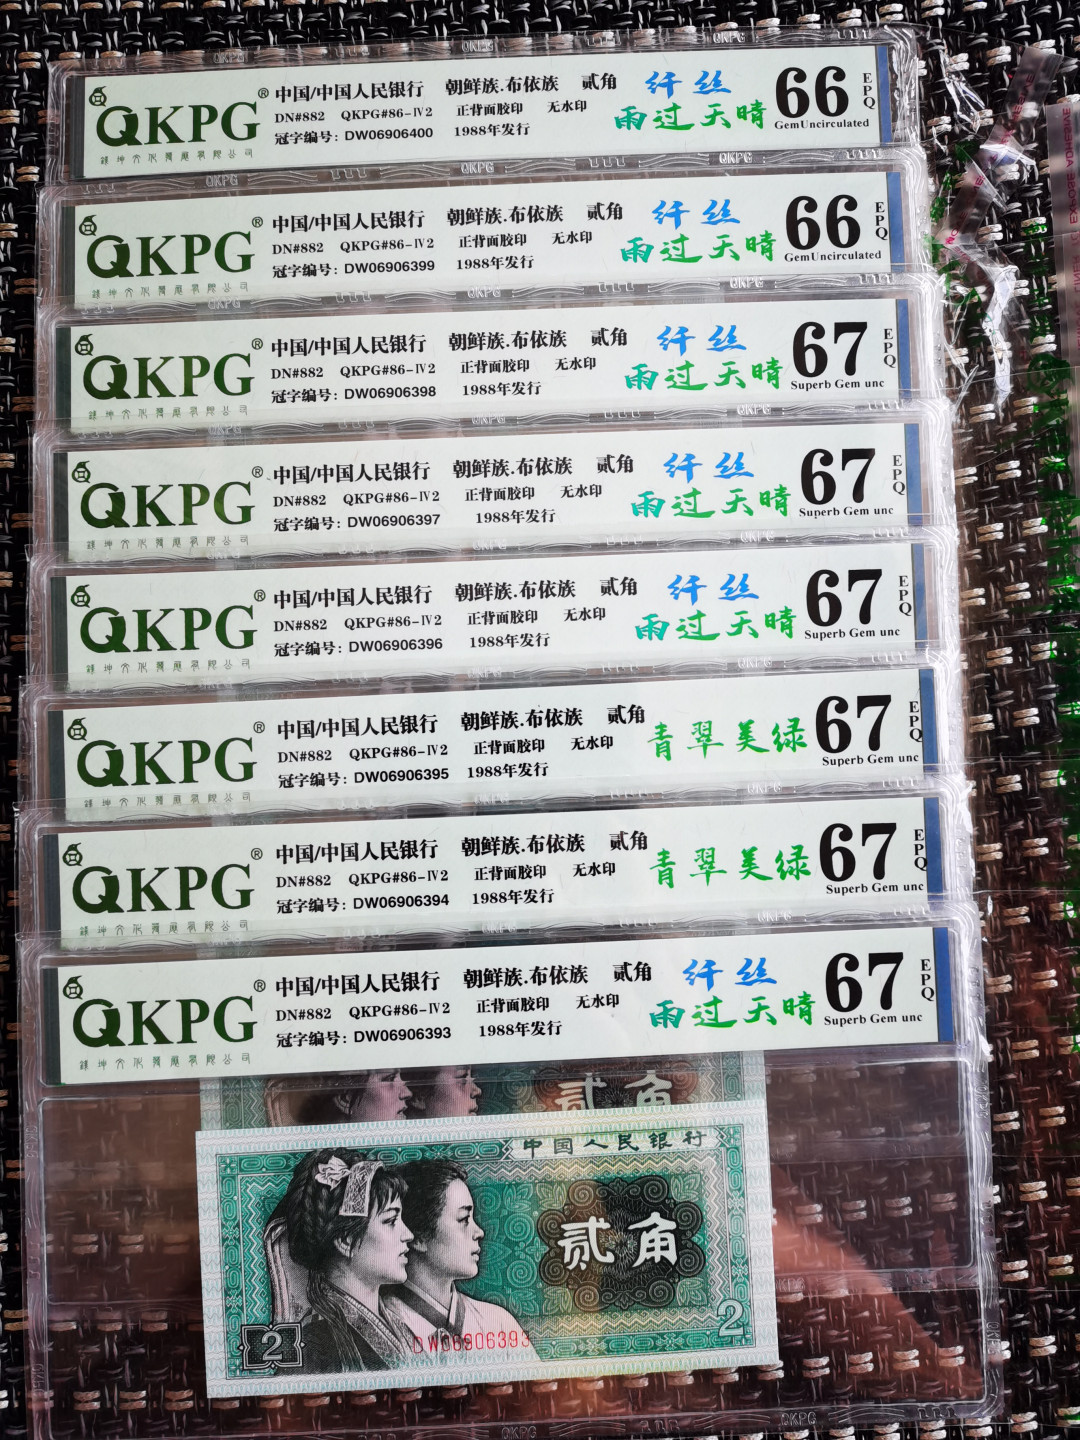 QKPG®
中国/中国人民银行 朝鲜族.布依族 贰角 纤丝 66 EPQ
DN#882 QKPG#86-Ⅳ2 正背面胶印 无水印 雨过天晴 GemUncirculated
冠字编号: DW06906400 1988年发行
QKPG®
中国/中国人民银行 朝鲜族.布依族 贰角 纤丝 66 EPQ
DN#882 QKPG#86-Ⅳ2 正背面胶印 无水印 雨过天晴 GemUncirculated
冠字编号: DW06906399 1988年发行
QKPG®
中国/中国人民银行 朝鲜族.布依族 贰角 纤丝 67 EPQ
DN#882 QKPG#86-Ⅳ2 正背面胶印 无水印 雨过天晴 Superb Gem unc
冠字编号: DW06906398 1988年发行
QKPG®
中国/中国人民银行 朝鲜族.布依族 贰角 纤丝 67 EPQ
DN#882 QKPG#86-Ⅳ2 正背面胶印 无水印 雨过天晴 Superb Gem unc
冠字编号: DW06906397 1988年发行
QKPG®
中国/中国人民银行 朝鲜族.布依族 贰角 纤丝 67 EPQ
DN#882 QKPG#86-Ⅳ2 正背面胶印 无水印 雨过天晴 Superb Gem unc
冠字编号: DW06906396 1988年发行
QKPG®
中国/中国人民银行 朝鲜族.布依族 贰角 青翠美绿 67 EPQ
DN#882 QKPG#86-Ⅳ2 正背面胶印 无水印 Superb Gem unc
冠字编号: DW06906395 1988年发行
QKPG®
中国/中国人民银行 朝鲜族.布依族 贰角 青翠美绿 67 EPQ
DN#882 QKPG#86-Ⅳ2 正背面胶印 无水印 Superb Gem unc
冠字编号: DW06906394 1988年发行
QKPG®
中国/中国人民银行 朝鲜族.布依族 贰角 纤丝 67 EPQ
DN#882 QKPG#86-Ⅳ2 正背面胶印 无水印 雨过天晴 Superb Gem unc
冠字编号: DW06906393 1988年发行
贰角
中国人民银行
贰角
2
DW06906393
2
QKPG